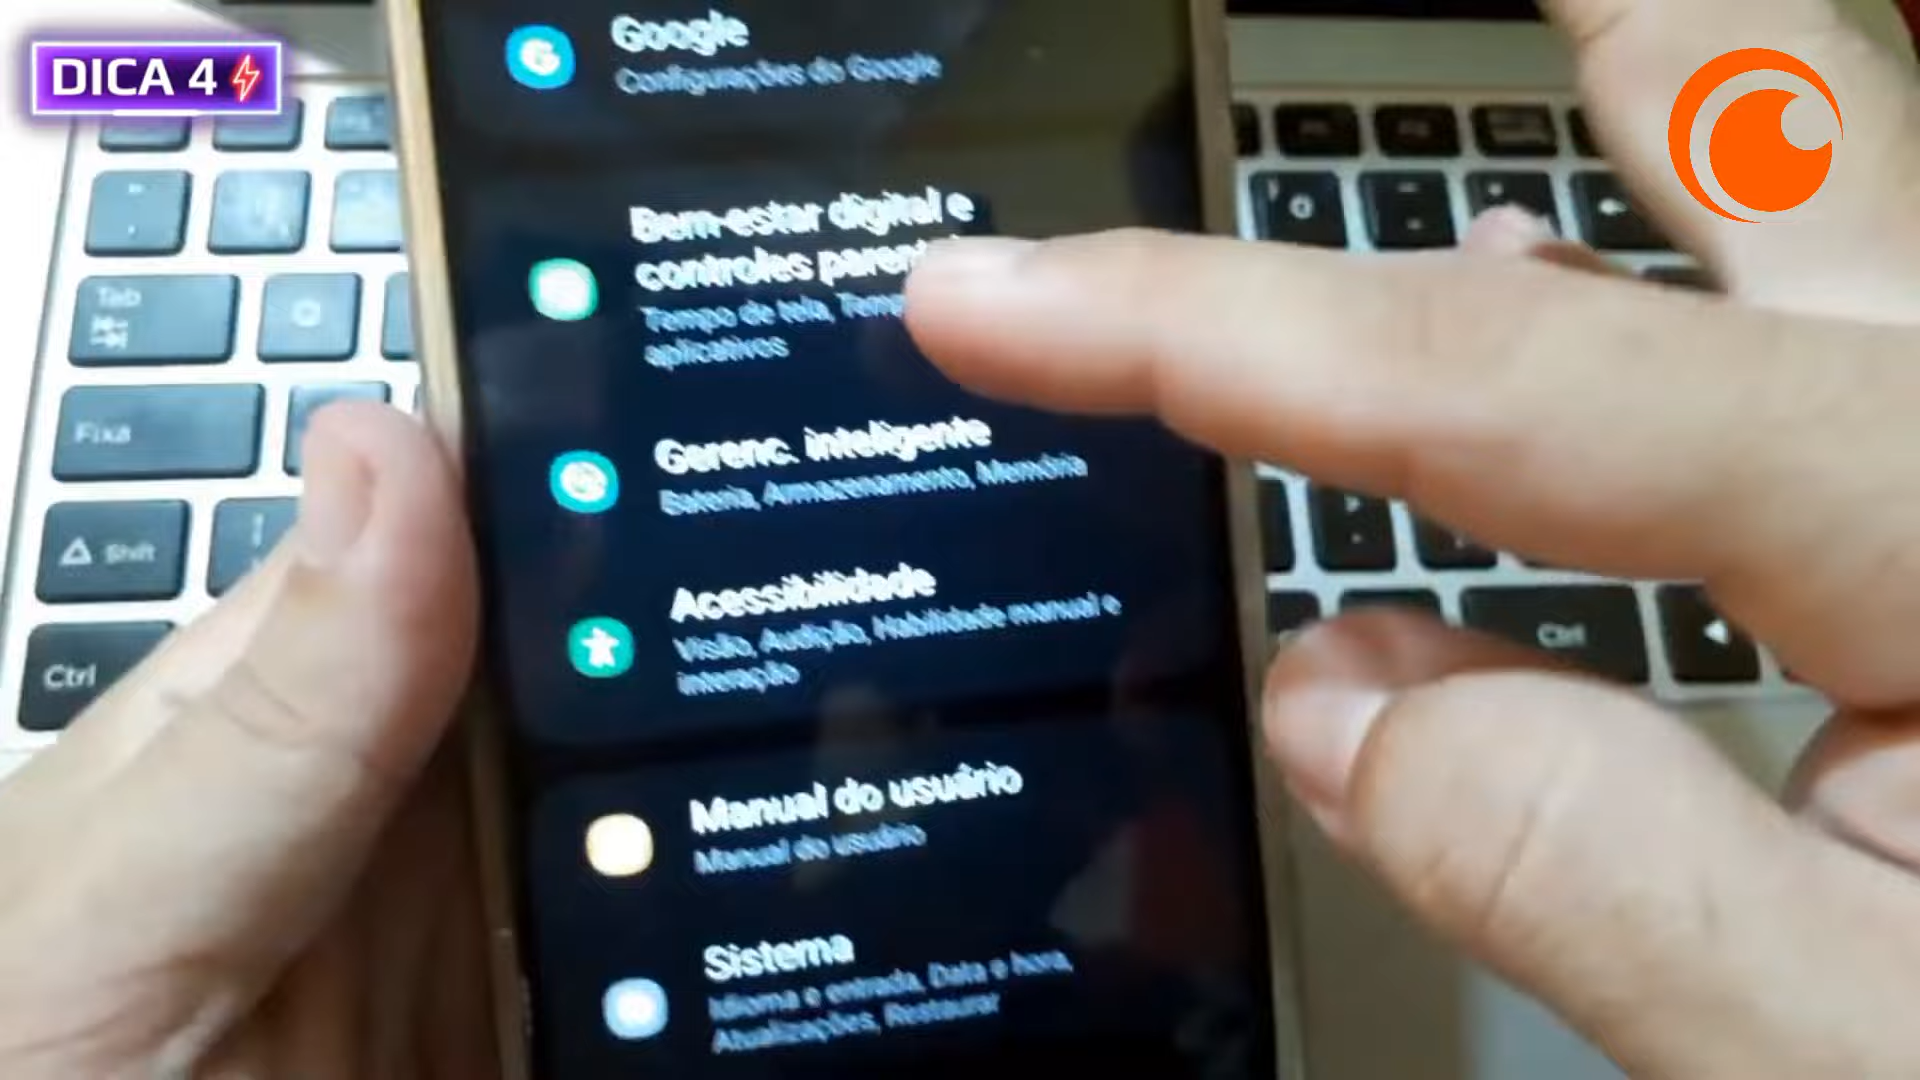 DICA 4
Google
Configurações do Google
Bem-estar digital e
controles parent
Tempo de tela, Temp
aplicativos
Gerenc. inteligente
Bateria, Armazenamento, Memória
Acessibilidade
Visão, Audição, Habilidade manual e
interação
Manual do usuário
Manual do usuário
Sistema
Idioma e entrada, Data e hora,
Atualizações, Restaurar
Tab
Fixa
Shift
Ctrl
Ctrl